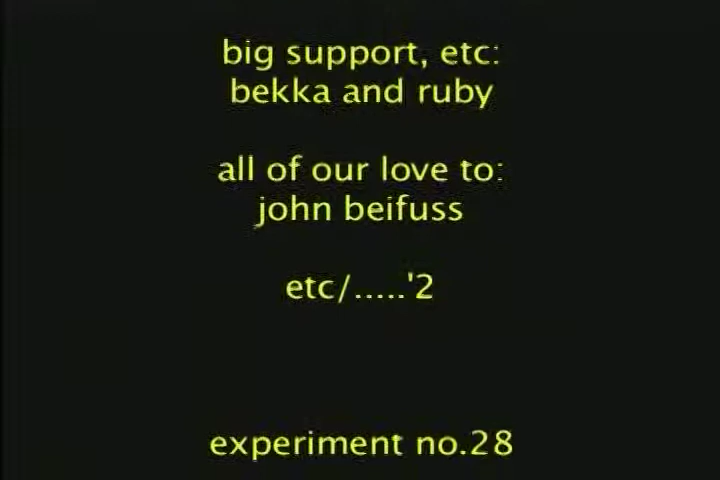 big support, etc:
bekka and ruby
all of our love to:
john beifuss
etc/.....'2
experiment no.28